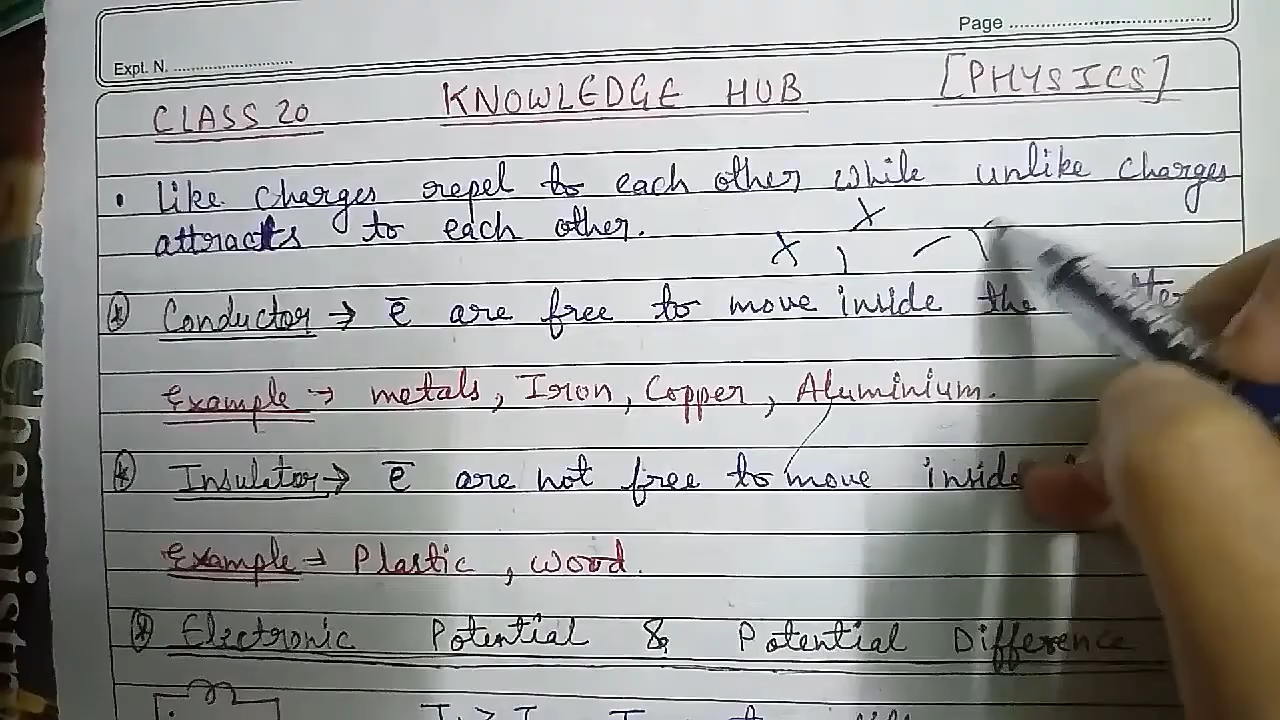 Page
Expt. N.
CLASS 20 KNOWLEDGE HUB [PHYSICS]
• Like Charges repel to each other while unlike charges
attracts to each other.
Conductor → ē are free to move inside the
Example → metals, Iron, Copper, Aluminium.
Insulator → ē are not free to move inside
Example → Plastic, wood.
Electronic Potential & Potential Difference
Chemistr